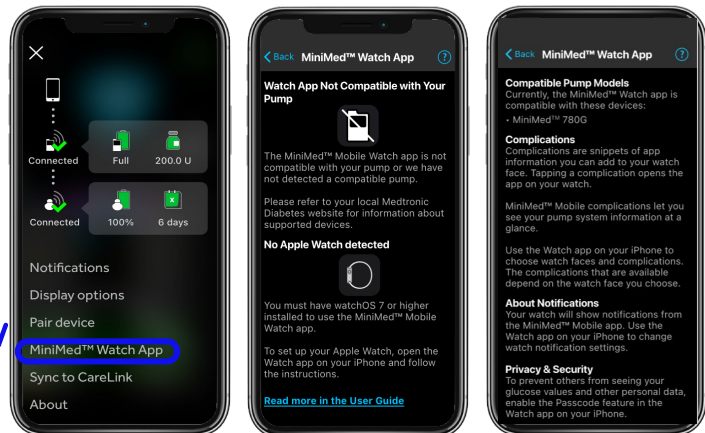 Connected
Full
200.0 U
Connected
100%
6 days
Notifications
Display options
Pair device
MiniMed™ Watch App
Sync to CareLink
About
Back MiniMed™ Watch App ?
Watch App Not Compatible with Your
Pump
The MiniMed™ Mobile Watch app is not
compatible with your pump or we have
not detected a compatible pump.
Please refer to your local Medtronic
Diabetes website for information about
supported devices.
No Apple Watch detected
You must have watchOS 7 or higher
installed to use the MiniMed™ Mobile
Watch app.
To set up your Apple Watch, open the
Watch app on your iPhone and follow
the instructions.
Read more in the User Guide
Back MiniMed™ Watch App ?
Compatible Pump Models
Currently, the MiniMed™ Watch app is
compatible with these devices:
• MiniMed™ 780G
Complications
Complications are snippets of app
information you can add to your watch
face. Tapping a complication opens the
app on your watch.
MiniMed™ Mobile complications let you
see your pump system information at a
glance.
Use the Watch app on your iPhone to
choose watch faces and complications.
The complications that are available
depend on the watch face you choose.
About Notifications
Your watch will show notifications from
the MiniMed™ Mobile app. Use the
Watch app on your iPhone to change
watch notification settings.
Privacy & Security
To prevent others from seeing your
glucose values and other personal data,
enable the Passcode feature in the
Watch app on your iPhone.